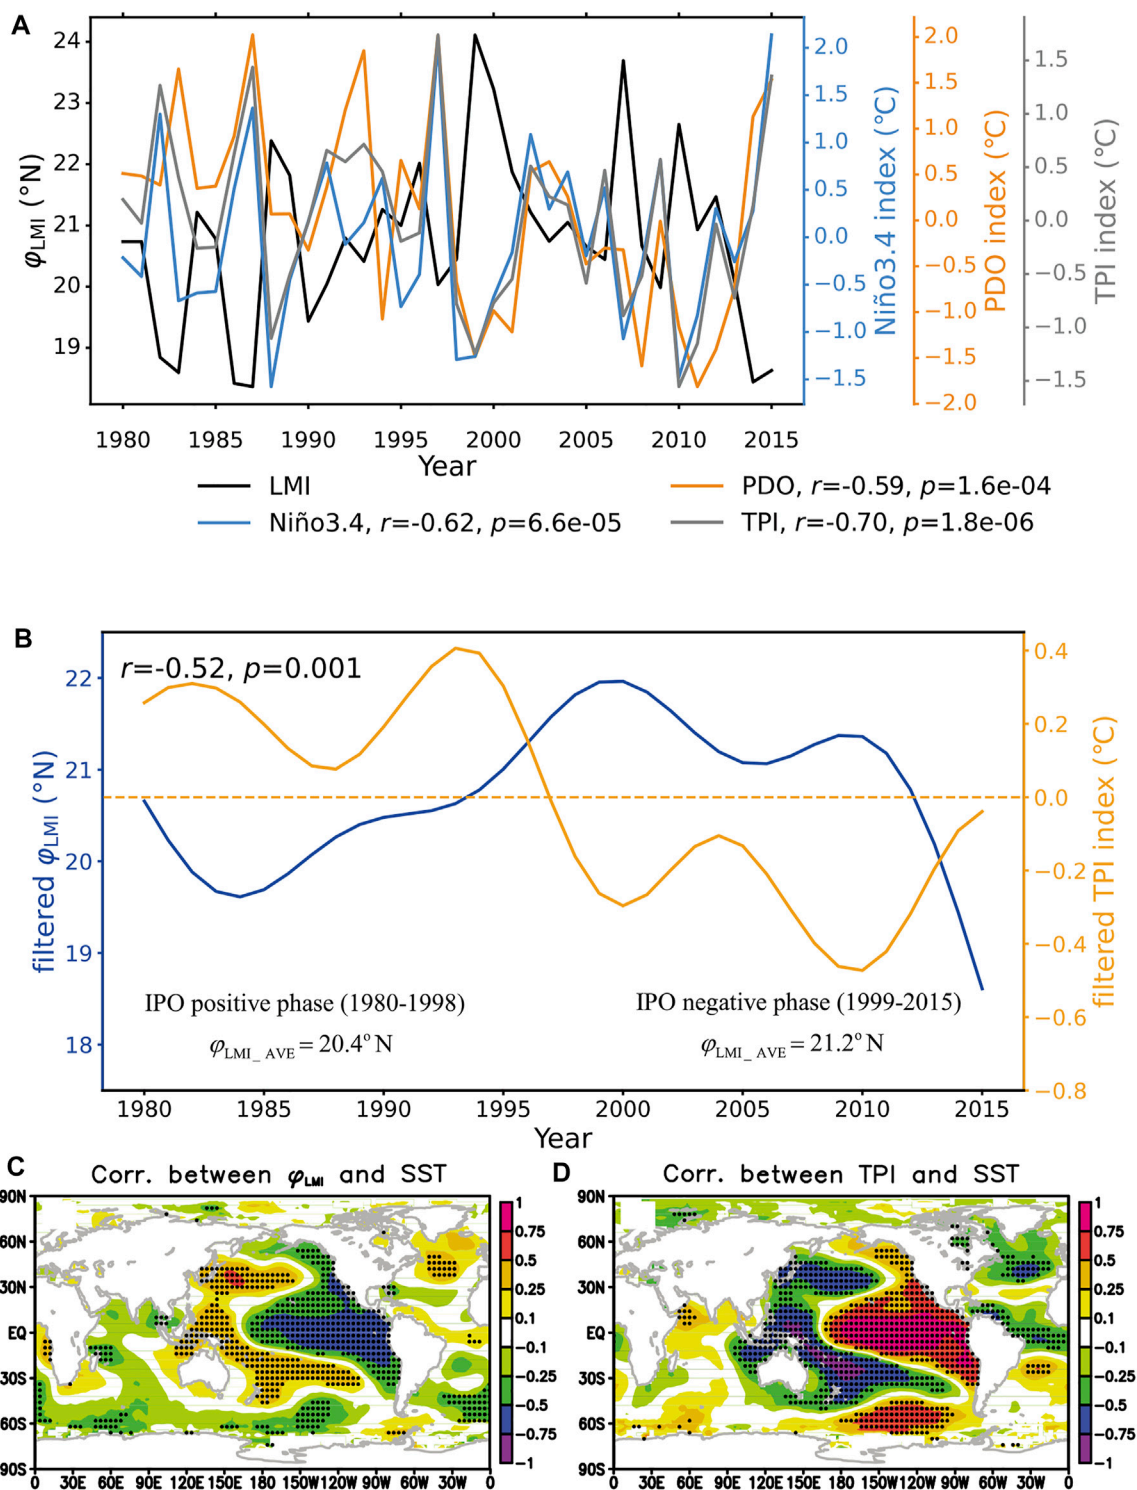 A
24
23
22
21
20
19
φLMI (°N)
2.0
1.5
1.0
0.5
0.0
−0.5
−1.0
−1.5
Niño3.4 index (°C)
2.0
1.5
1.0
0.5
0.0
−0.5
−1.0
−1.5
−2.0
PDO index (°C)
1.5
1.0
0.5
0.0
−0.5
−1.0
−1.5
TPI index (°C)
1980 1985 1990 1995 2000 2005 2010 2015
Year
LMI
PDO, r=-0.59, p=1.6e-04
Niño3.4, r=-0.62, p=6.6e-05
TPI, r=-0.70, p=1.8e-06
B
r=-0.52, p=0.001
22
21
20
19
18
filtered φLMI (°N)
0.4
0.2
0.0
−0.2
−0.4
−0.6
−0.8
filtered TPI index (°C)
IPO positive phase (1980-1998)
φLMI_ AVE = 20.4° N
IPO negative phase (1999-2015)
φLMI_ AVE = 21.2° N
1980 1985 1990 1995 2000 2005 2010 2015
Year
C
Corr. between φLMI and SST
90N
60N
30N
EQ
30S
60S
90S
0 30E 60E 90E 120E 150E 180 150W 120W 90W 60W 30W 0
1
0.75
0.5
0.25
0.1
−0.1
−0.25
−0.5
−0.75
−1
D
Corr. between TPI and SST
90N
60N
30N
EQ
30S
60S
90S
0 30E 60E 90E 120E 150E 180 150W 120W 90W 60W 30W 0
1
0.75
0.5
0.25
0.1
−0.1
−0.25
−0.5
−0.75
−1